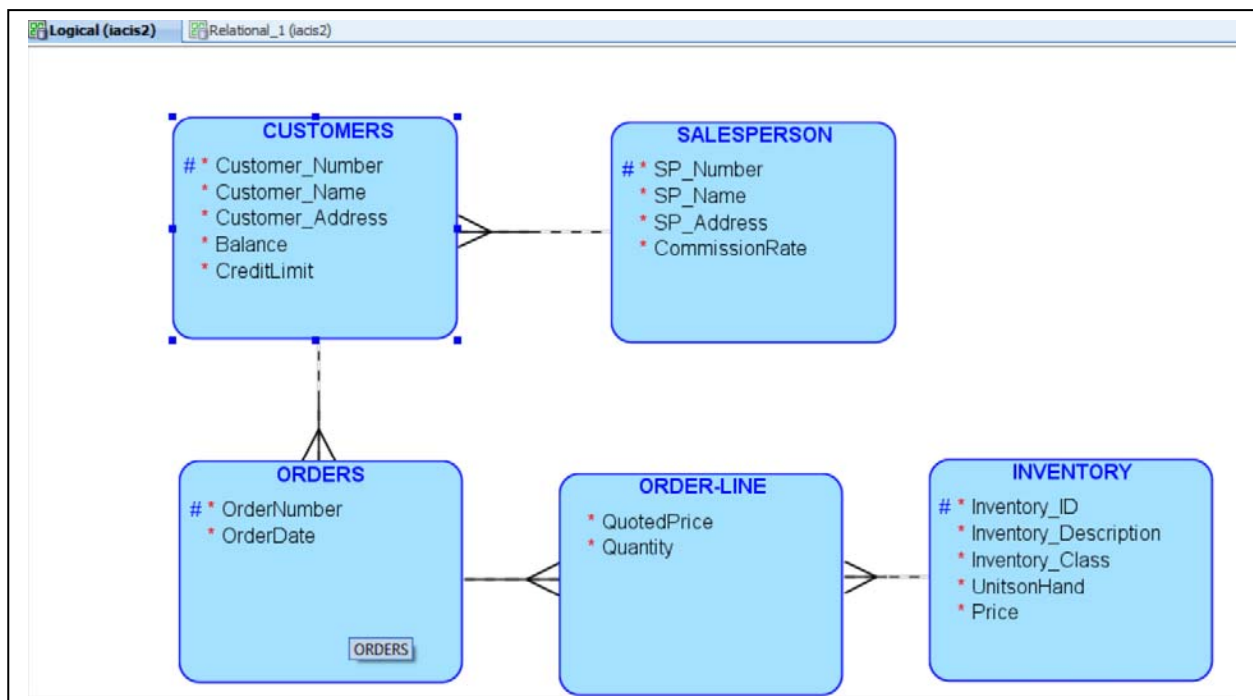 Logical (iacis2)
Relational_1 (iacis2)
CUSTOMERS
# * Customer_Number
* Customer_Name
* Customer_Address
* Balance
* CreditLimit
SALESPERSON
# * SP_Number
* SP_Name
* SP_Address
* CommissionRate
ORDERS
# * OrderNumber
* OrderDate
ORDERS
ORDER-LINE
* QuotedPrice
* Quantity
INVENTORY
# * Inventory_ID
* Inventory_Description
* Inventory_Class
* UnitsonHand
* Price